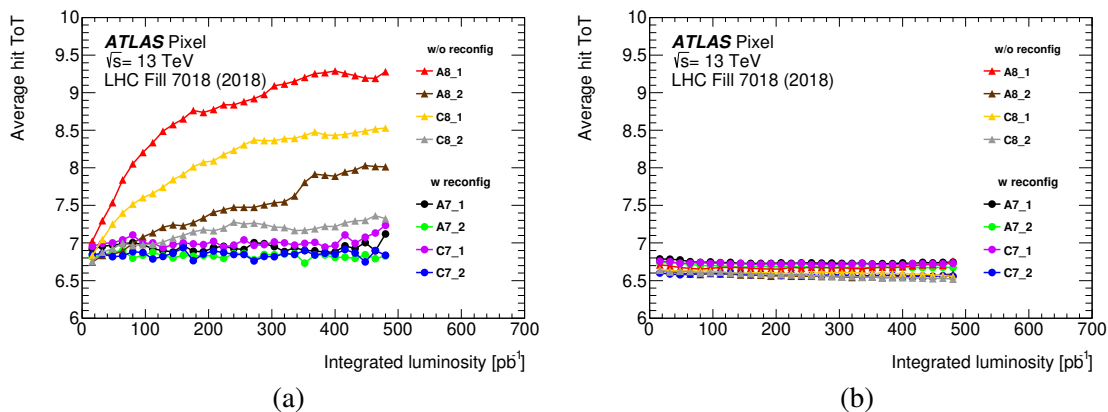 Average hit ToT
10
9.5
9
8.5
8
7.5
7
6.5
6
ATLAS Pixel
√s= 13 TeV
LHC Fill 7018 (2018)
w/o reconfig
A8_1
A8_2
C8_1
C8_2
w reconfig
A7_1
A7_2
C7_1
C7_2
0 100 200 300 400 500 600 700
Integrated luminosity [pb⁻¹]
(a)
Average hit ToT
10
9.5
9
8.5
8
7.5
7
6.5
6
ATLAS Pixel
√s= 13 TeV
LHC Fill 7018 (2018)
w/o reconfig
A8_1
A8_2
C8_1
C8_2
w reconfig
A7_1
A7_2
C7_1
C7_2
0 100 200 300 400 500 600 700
Integrated luminosity [pb⁻¹]
(b)